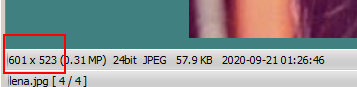 601 x 523 (0.31 MP) 24bit JPEG 57.9 KB 2020-09-21 01:26:46
lena.jpg [ 4 / 4 ]